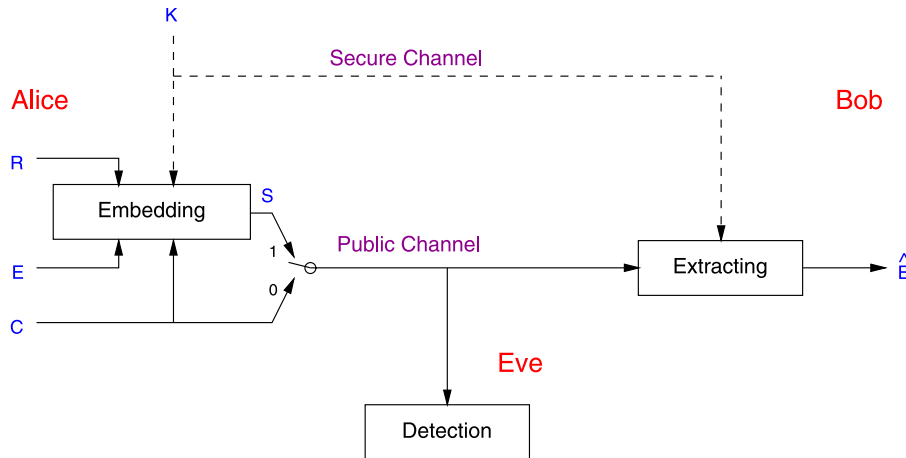 K
Secure Channel
Alice
Bob
R
Embedding
S
1
Public Channel
E
0
Extracting
Ê
C
Eve
Detection